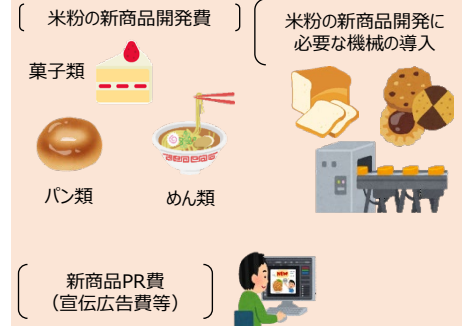 米粉の新商品開発費
菓子類
パン類
めん類
米粉の新商品開発に
必要な機械の導入
新商品PR費
（宣伝広告費等）
NEW